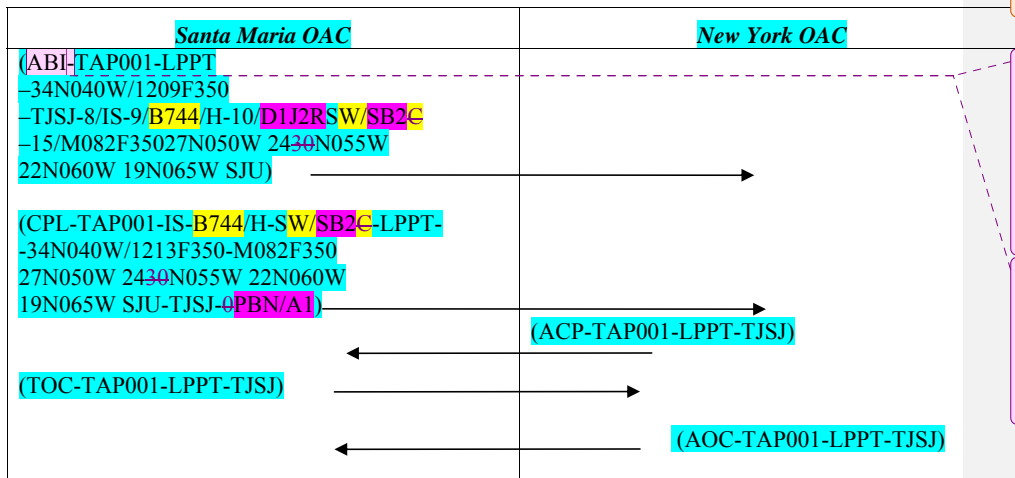 Santa Maria OAC
New York OAC
(ABI-TAP001-LPPT
–34N040W/1209F350
–TJSJ-8/IS-9/B744/H-10/D1J2RSW/SB2C
–15/M082F35027N050W 2430N055W
22N060W 19N065W SJU)
(CPL-TAP001-IS-B744/H-SW/SB2C-LPPT-
-34N040W/1213F350-M082F350
27N050W 2430N055W 22N060W
19N065W SJU-TJSJ-0PBN/A1)
(ACP-TAP001-LPPT-TJSJ)
(TOC-TAP001-LPPT-TJSJ)
(AOC-TAP001-LPPT-TJSJ)